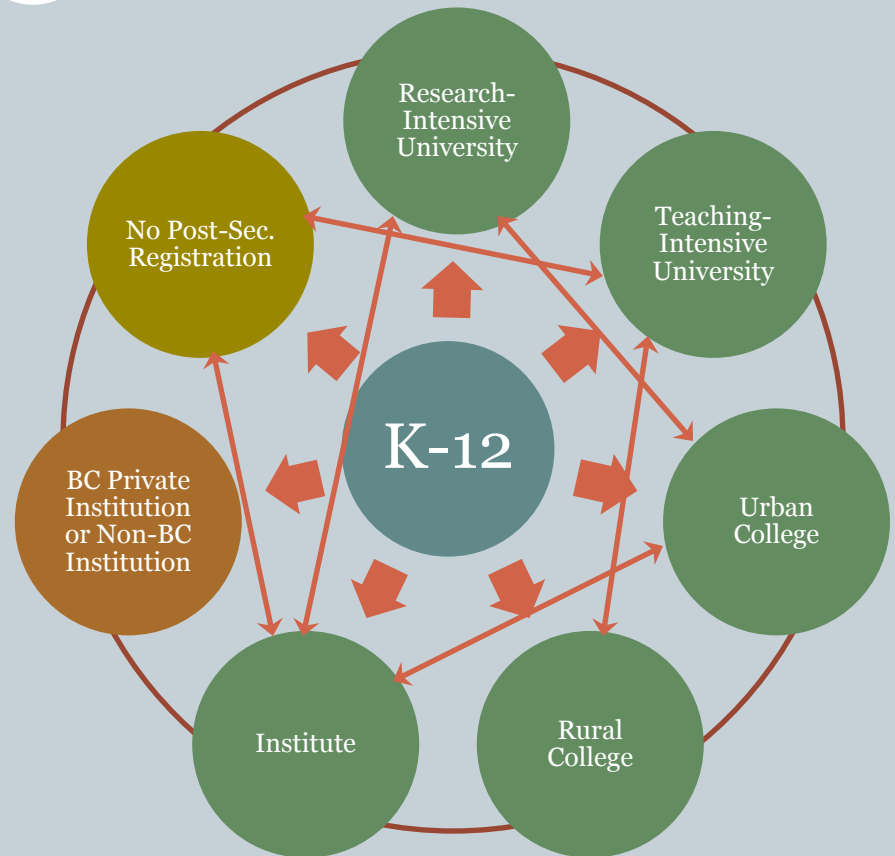 Research-
Intensive
University
Teaching-
Intensive
University
Urban
College
Rural
College
Institute
BC Private
Institution
or Non-BC
Institution
No Post-Sec.
Registration
K-12